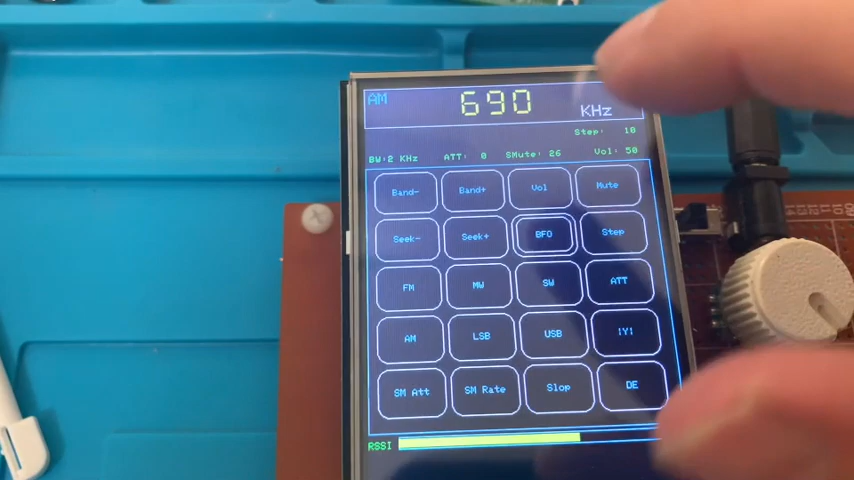 AM 690 KHz
Step: 10
BW:2 KHz ATT: 0 SMute: 26 Vol: 50
Band- Band+ Vol Mute
Seek- Seek+ BFO Step
FM MW SW ATT
AM LSB USB !Y!
SM Att SM Rate Slop DE
RSSI